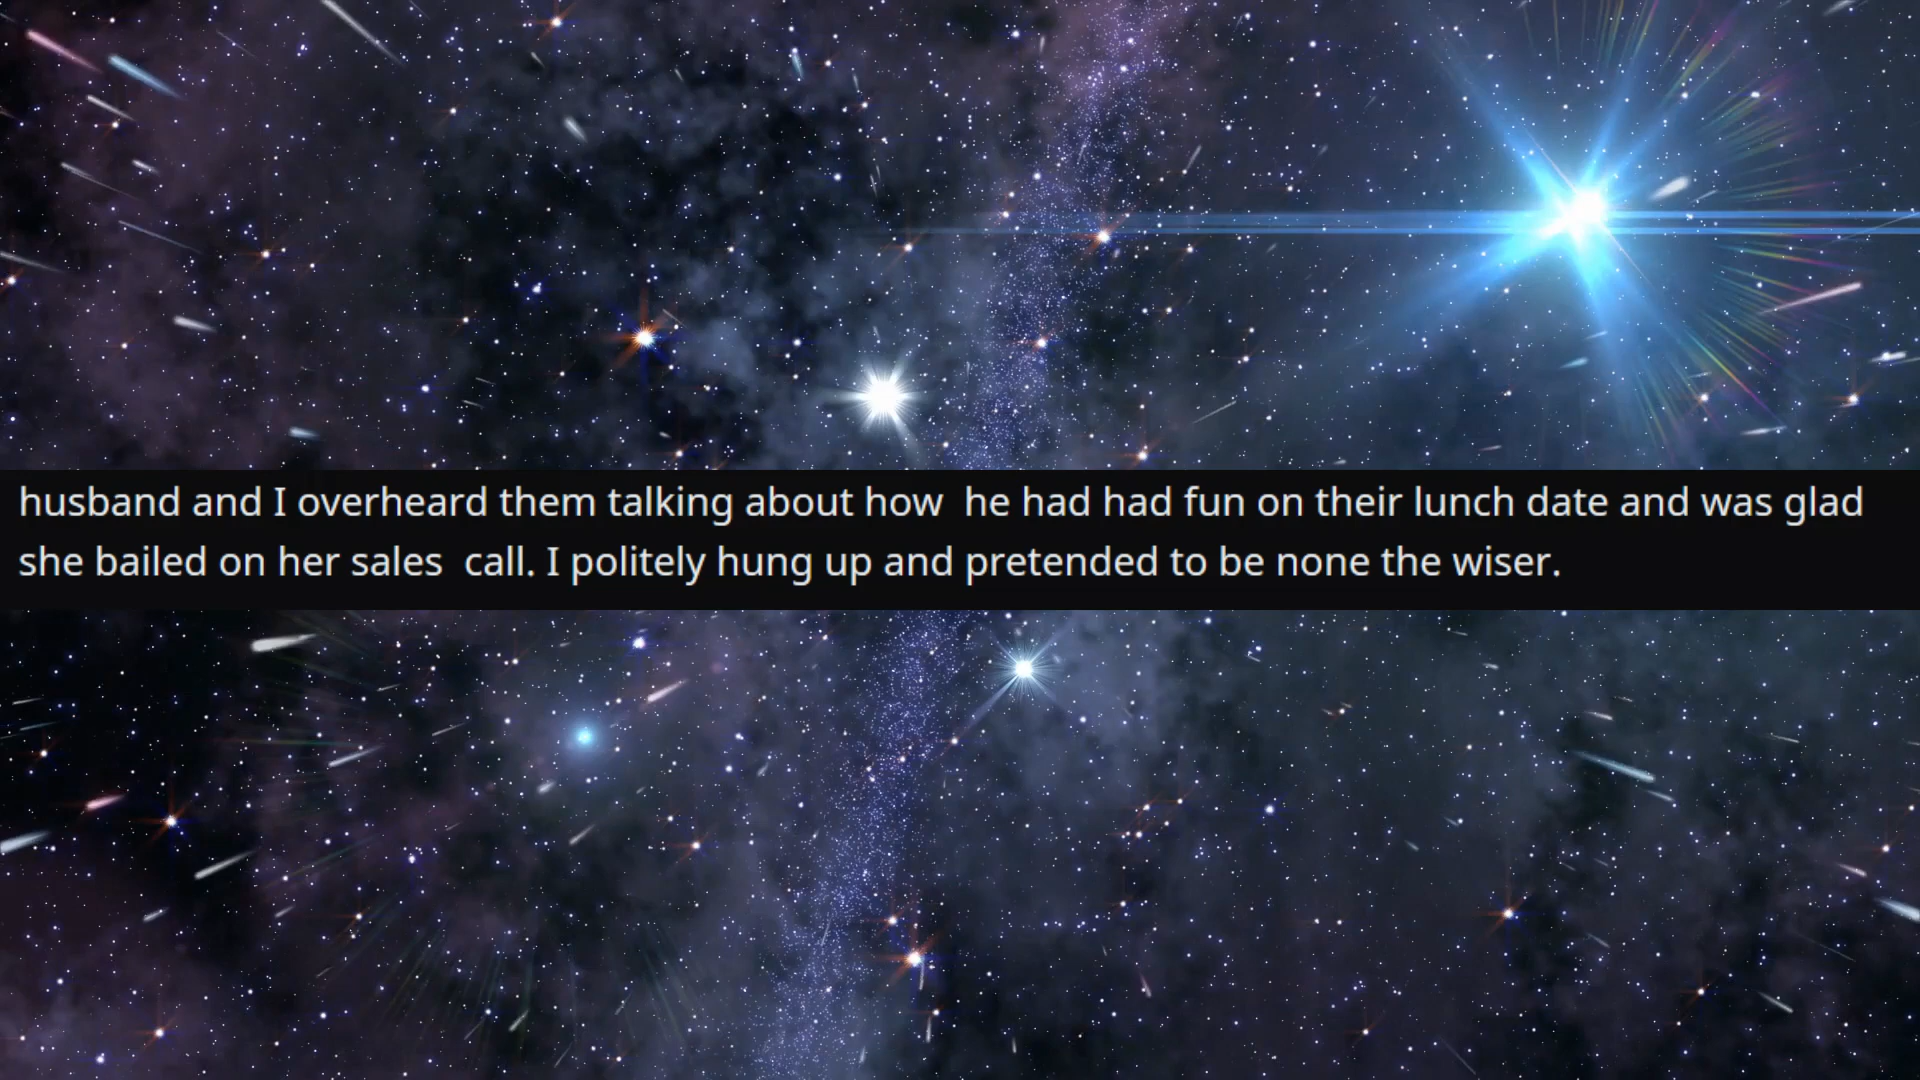 husband and I overheard them talking about how  he had had fun on their lunch date and was glad
she bailed on her sales  call. I politely hung up and pretended to be none the wiser.